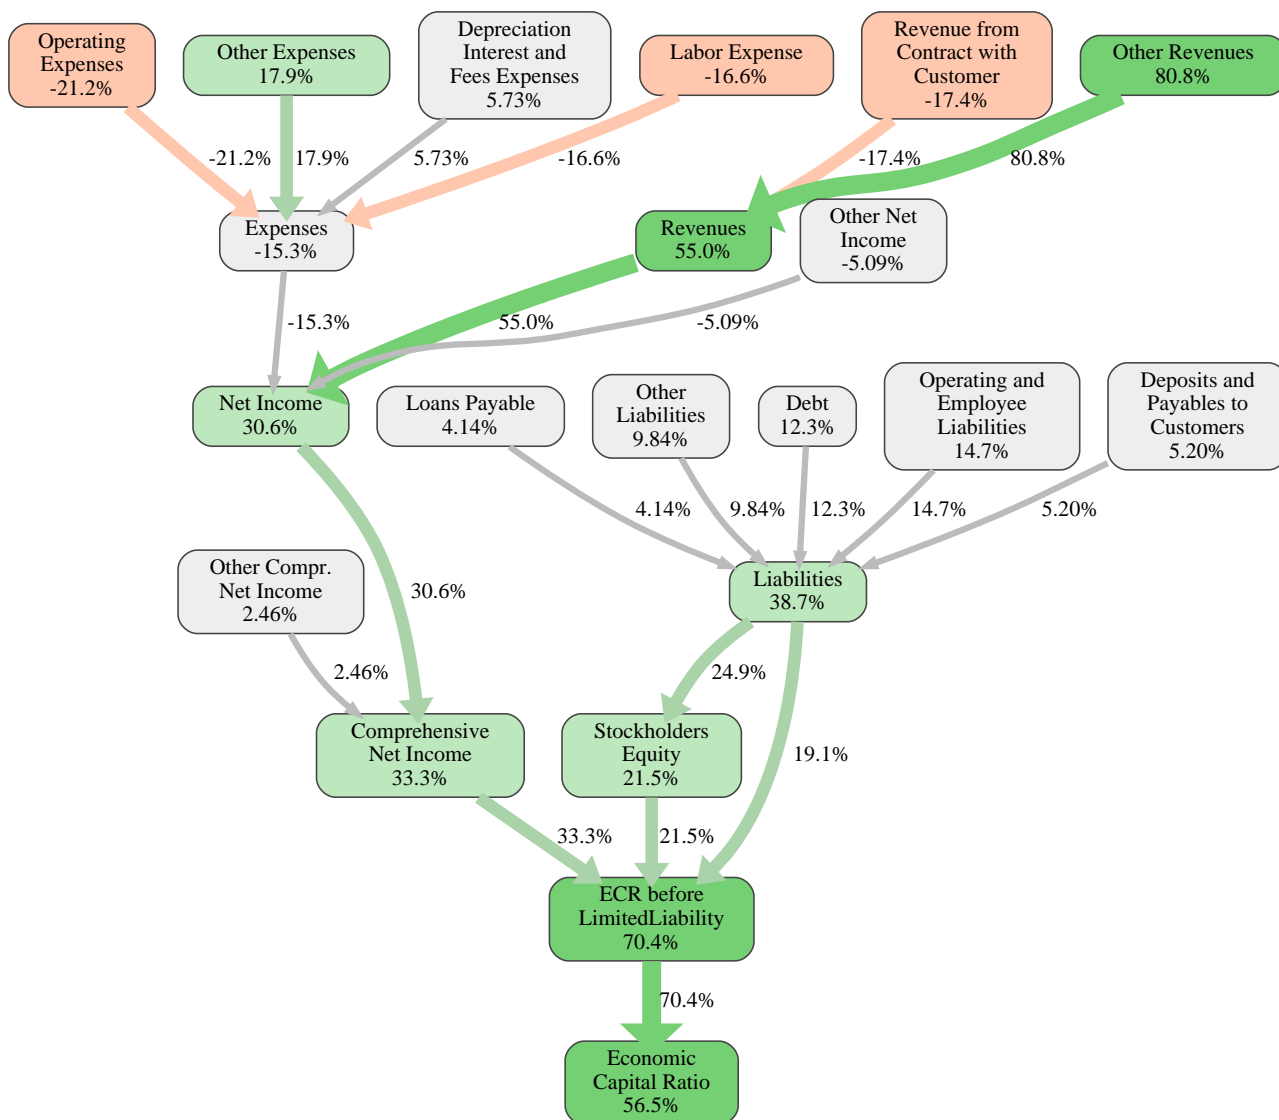 Operating
Expenses
-21.2%
Other Expenses
17.9%
Depreciation
Interest and
Fees Expenses
5.73%
Labor Expense
-16.6%
Revenue from
Contract with
Customer
-17.4%
Other Revenues
80.8%
-21.2%
17.9%
5.73%
-16.6%
-17.4%
80.8%
Expenses
-15.3%
Revenues
55.0%
Other Net
Income
-5.09%
-15.3%
55.0%
-5.09%
Net Income
30.6%
Loans Payable
4.14%
Other
Liabilities
9.84%
Debt
12.3%
Operating and
Employee
Liabilities
14.7%
Deposits and
Payables to
Customers
5.20%
4.14%
9.84%
12.3%
14.7%
5.20%
Other Compr.
Net Income
2.46%
30.6%
Liabilities
38.7%
2.46%
24.9%
19.1%
Comprehensive
Net Income
33.3%
Stockholders
Equity
21.5%
33.3%
21.5%
ECR before
LimitedLiability
70.4%
70.4%
Economic
Capital Ratio
56.5%